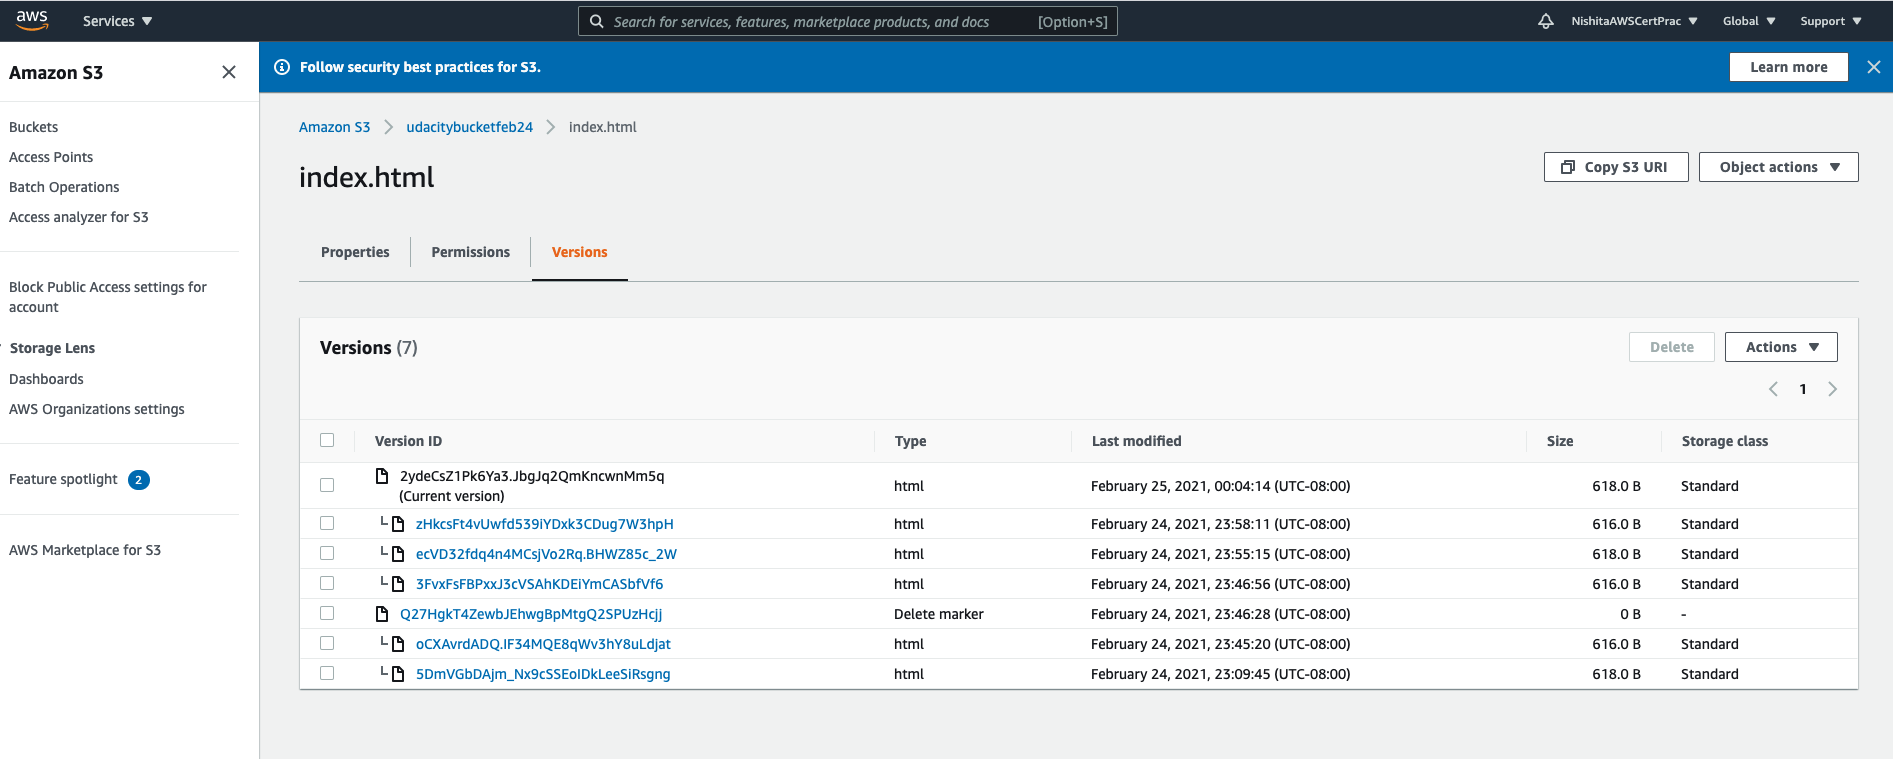 aws Services Search for services, features, marketplace products, and docs [Option+S] NishitaAWSCertPrac Global Support
Amazon S3
Buckets
Access Points
Batch Operations
Access analyzer for S3
Block Public Access settings for
account
Storage Lens
Dashboards
AWS Organizations settings
Feature spotlight 2
AWS Marketplace for S3
Follow security best practices for S3. Learn more
Amazon S3 udacitybucketfeb24 index.html
index.html
Copy S3 URI Object actions
Properties Permissions Versions
Versions (7)
Delete Actions
1
Version ID Type Last modified Size Storage class
2ydeCsZ1Pk6Ya3.JbgJq2QmKncwnMm5q
(Current version) html February 25, 2021, 00:04:14 (UTC-08:00) 618.0 B Standard
zHkcsFt4vUwfd539iYDxk3CDug7W3hpH html February 24, 2021, 23:58:11 (UTC-08:00) 616.0 B Standard
ecVD32fdq4n4MCsjVo2Rq.BHWZ85c_2W html February 24, 2021, 23:55:15 (UTC-08:00) 618.0 B Standard
3FvxFsFBPxxJ3cVSAhKDEiYmCASbfVf6 html February 24, 2021, 23:46:56 (UTC-08:00) 616.0 B Standard
Q27HgkT4ZewbJEhwgBpMtgQ2SPUzHcjj Delete marker February 24, 2021, 23:46:28 (UTC-08:00) 0 B -
oCXAvrdADQ.IF34MQE8qWv3hY8uLdjat html February 24, 2021, 23:45:20 (UTC-08:00) 616.0 B Standard
5DmVGbDAjm_Nx9cSSEoIDkLeeSiRsgng html February 24, 2021, 23:09:45 (UTC-08:00) 618.0 B Standard